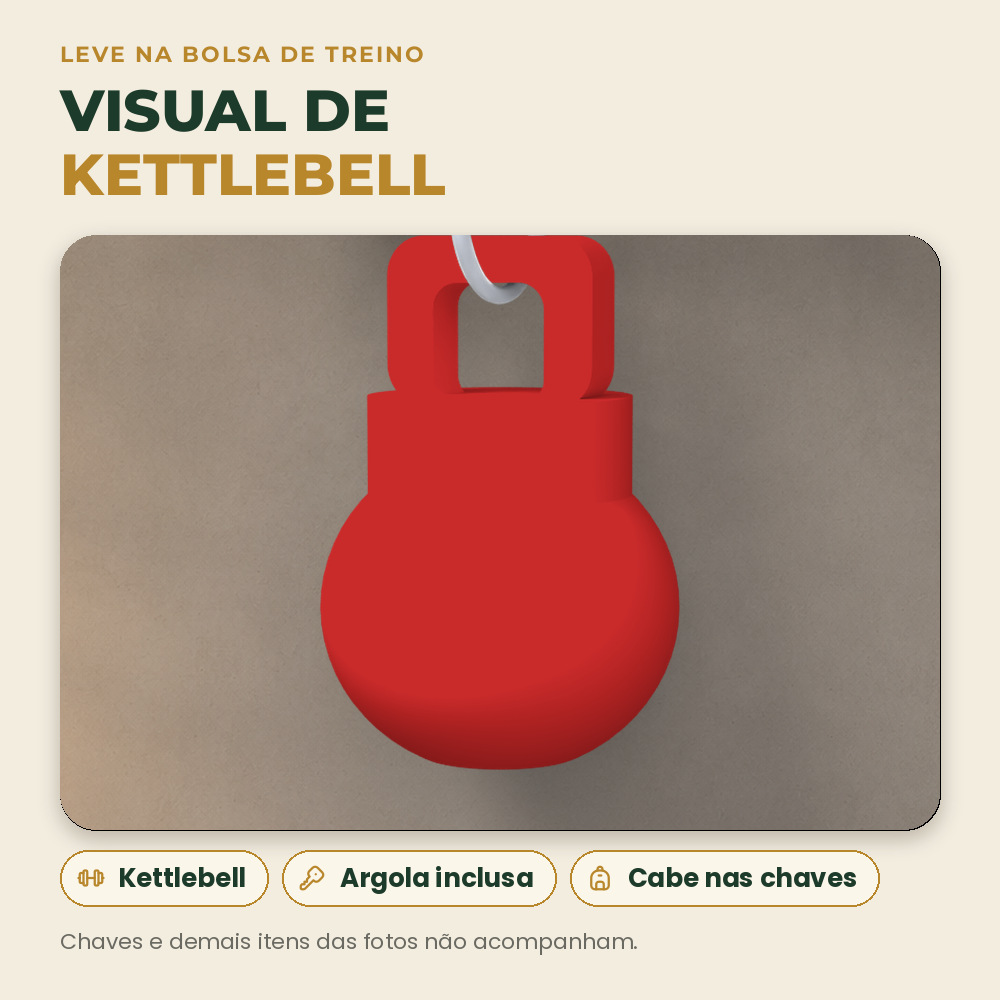 LEVE NA BOLSA DE TREINO
VISUAL DE
KETTLEBELL
Kettlebell
Argola inclusa
Cabe nas chaves
Chaves e demais itens das fotos não acompanham.